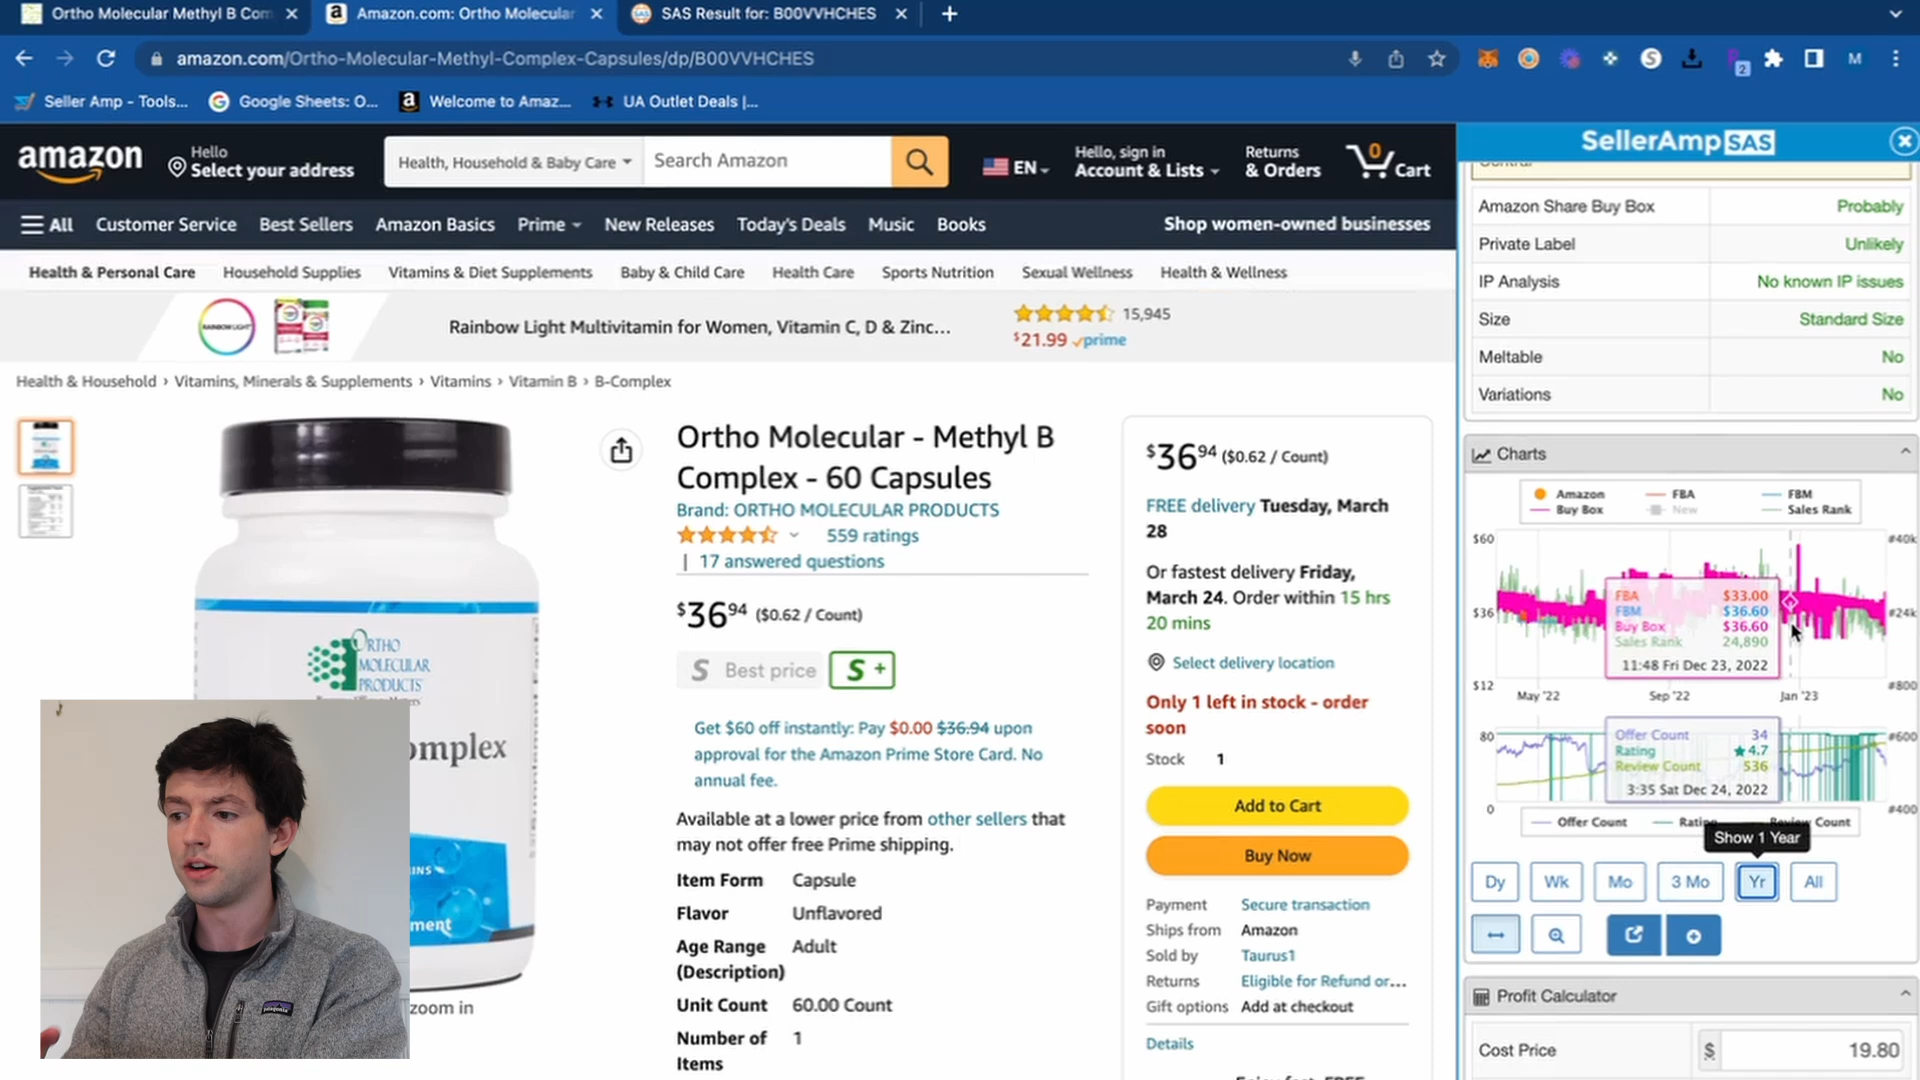 Ortho Molecular Methyl B Com
Amazon.com: Ortho Molecular
SAS Result for: B00VVHCHES
amazon.com/Ortho-Molecular-Methyl-Complex-Capsules/dp/B00VVHCHES
2
M
Seller Amp - Tools...
Google Sheets: O...
Welcome to Amaz...
UA Outlet Deals |...
amazon
Hello
Select your address
Health, Household & Baby Care
Search Amazon
EN
Hello, sign in
Account & Lists
Returns
& Orders
0
Cart
All
Customer Service
Best Sellers
Amazon Basics
Prime
New Releases
Today's Deals
Music
Books
Shop women-owned businesses
Health & Personal Care
Household Supplies
Vitamins & Diet Supplements
Baby & Child Care
Health Care
Sports Nutrition
Sexual Wellness
Health & Wellness
RAINBOW LIGHT
Rainbow Light Multivitamin for Women, Vitamin C, D & Zinc...
15,945
$21.99 prime
Health & Household › Vitamins, Minerals & Supplements › Vitamins › Vitamin B › B-Complex
ORTHO
MOLECULAR
PRODUCTS
omplex
INS
ment
zoom in
patagonia
Ortho Molecular - Methyl B
Complex - 60 Capsules
Brand: ORTHO MOLECULAR PRODUCTS
559 ratings
| 17 answered questions
$36 94 ($0.62 / Count)
S Best price
S +
Get $60 off instantly: Pay $0.00 $36.94 upon
approval for the Amazon Prime Store Card. No
annual fee.
Available at a lower price from other sellers that
may not offer free Prime shipping.
Item Form Capsule
Flavor Unflavored
Age Range Adult
(Description)
Unit Count 60.00 Count
Number of 1
Items
$36 94 ($0.62 / Count)
FREE delivery Tuesday, March
28
Or fastest delivery Friday,
March 24. Order within 15 hrs
20 mins
Select delivery location
Only 1 left in stock - order
soon
Stock 1
Add to Cart
Buy Now
Payment Secure transaction
Ships from Amazon
Sold by Taurus1
Returns Eligible for Refund or...
Gift options Add at checkout
Details
SellerAmp SAS
Central
Amazon Share Buy Box Probably
Private Label Unlikely
IP Analysis No known IP issues
Size Standard Size
Meltable No
Variations No
Charts
Amazon FBA FBM
Buy Box New Sales Rank
$60 #40k
$36 #24k
$12 #800
FBA $33.00
FBM $36.60
Buy Box $36.60
Sales Rank 24,890
11:48 Fri Dec 23, 2022
May '22 Sep '22 Jan '23
80 #600
0 #400
Offer Count 34
Rating ★4.7
Review Count 536
3:35 Sat Dec 24, 2022
Offer Count Rating Review Count
Show 1 Year
Dy Wk Mo 3 Mo Yr All
Profit Calculator
Cost Price $ 19.80